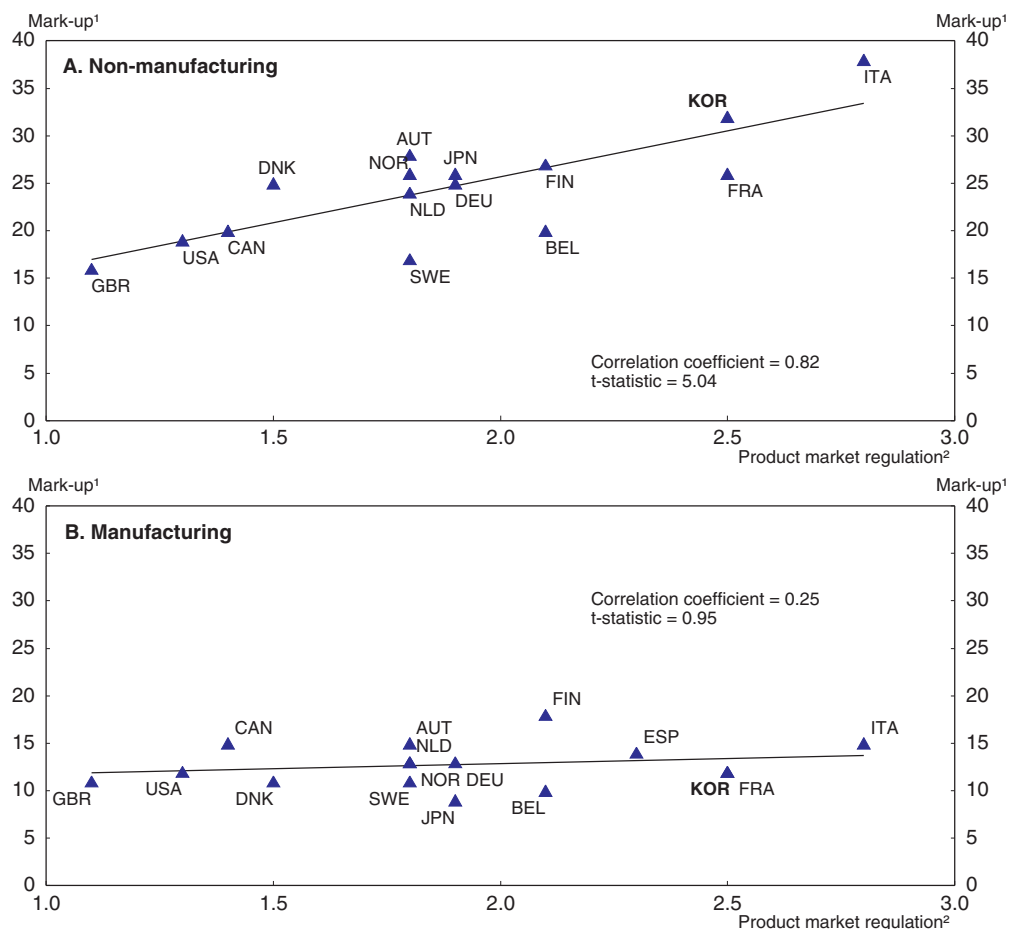 Mark-up¹ Mark-up¹
40 40
A. Non-manufacturing
ITA
35 35
KOR
30 30
AUT
DNK NOR JPN
25 FIN FRA 25
NLD DEU
20 USA CAN BEL 20
SWE
15 GBR 15
10 10
Correlation coefficient = 0.82
5 t-statistic = 5.04 5
0 0
1.0 1.5 2.0 2.5 3.0
Product market regulation²
Mark-up¹ Mark-up¹
40 40
B. Manufacturing
35 35
30 Correlation coefficient = 0.25 30
t-statistic = 0.95
25 25
20 20
FIN
CAN AUT ESP ITA
15 NLD 15
NOR DEU
10 GBR USA DNK SWE KOR FRA 10
JPN BEL
5 5
0 0
1.0 1.5 2.0 2.5 3.0
Product market regulation²